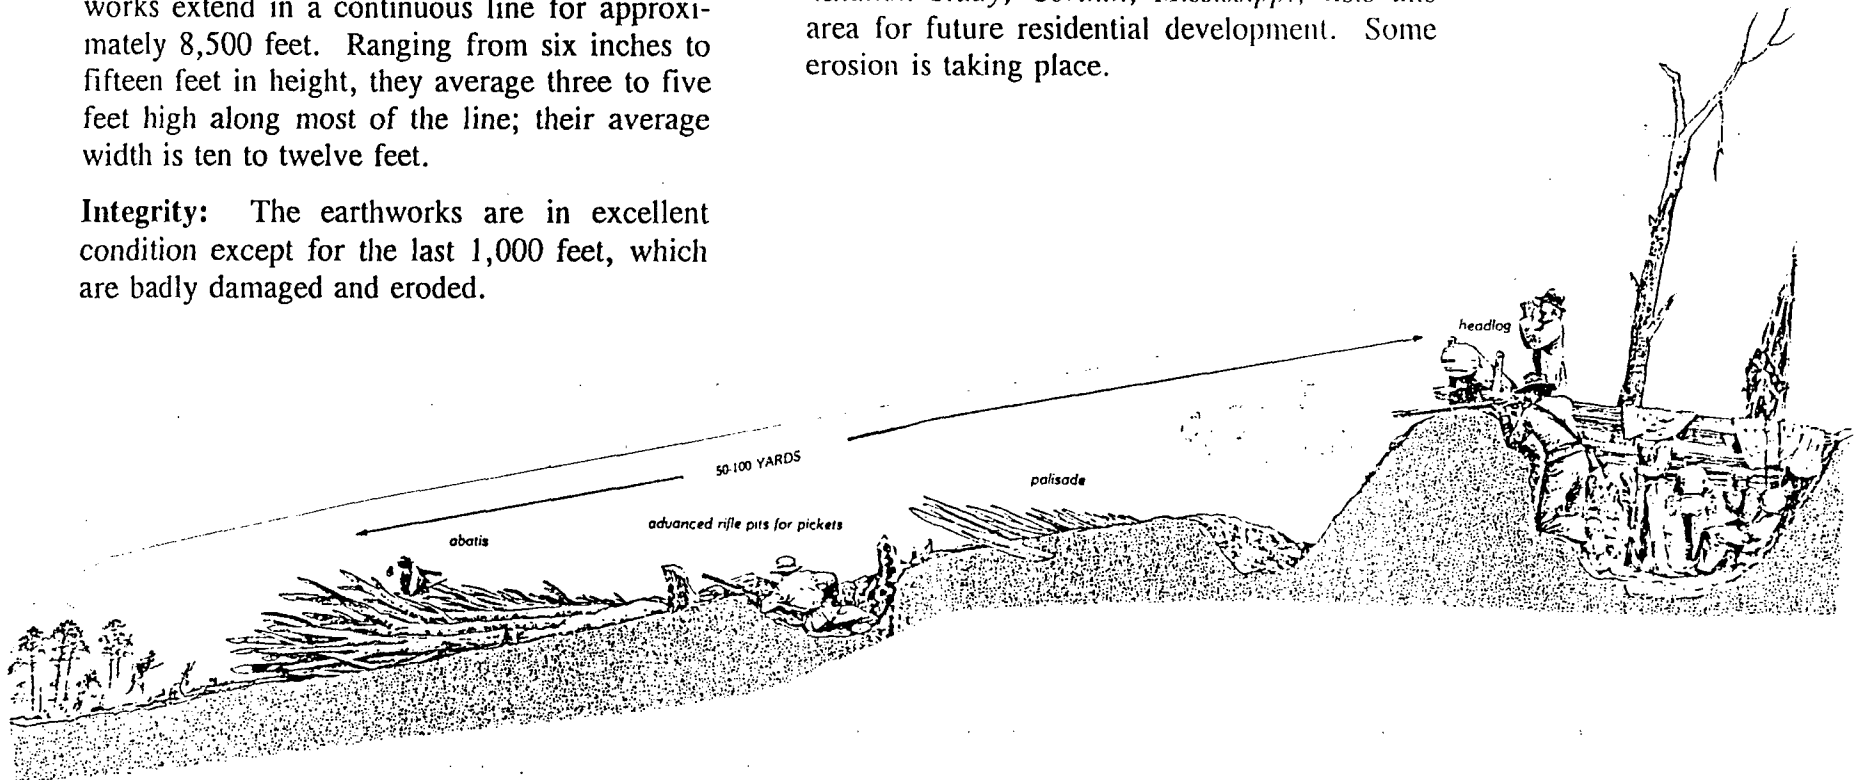 works extend in a continuous line for approxi-
mately 8,500 feet. Ranging from six inches to
fifteen feet in height, they average three to five
feet high along most of the line; their average
width is ten to twelve feet.
Integrity: The earthworks are in excellent
condition except for the last 1,000 feet, which
are badly damaged and eroded.
Study, Corinth, Mississippi,
area for future residential development. Some
erosion is taking place.
headlog
50-100 YARDS
palisade
advanced rifle pits for pickets
abatis